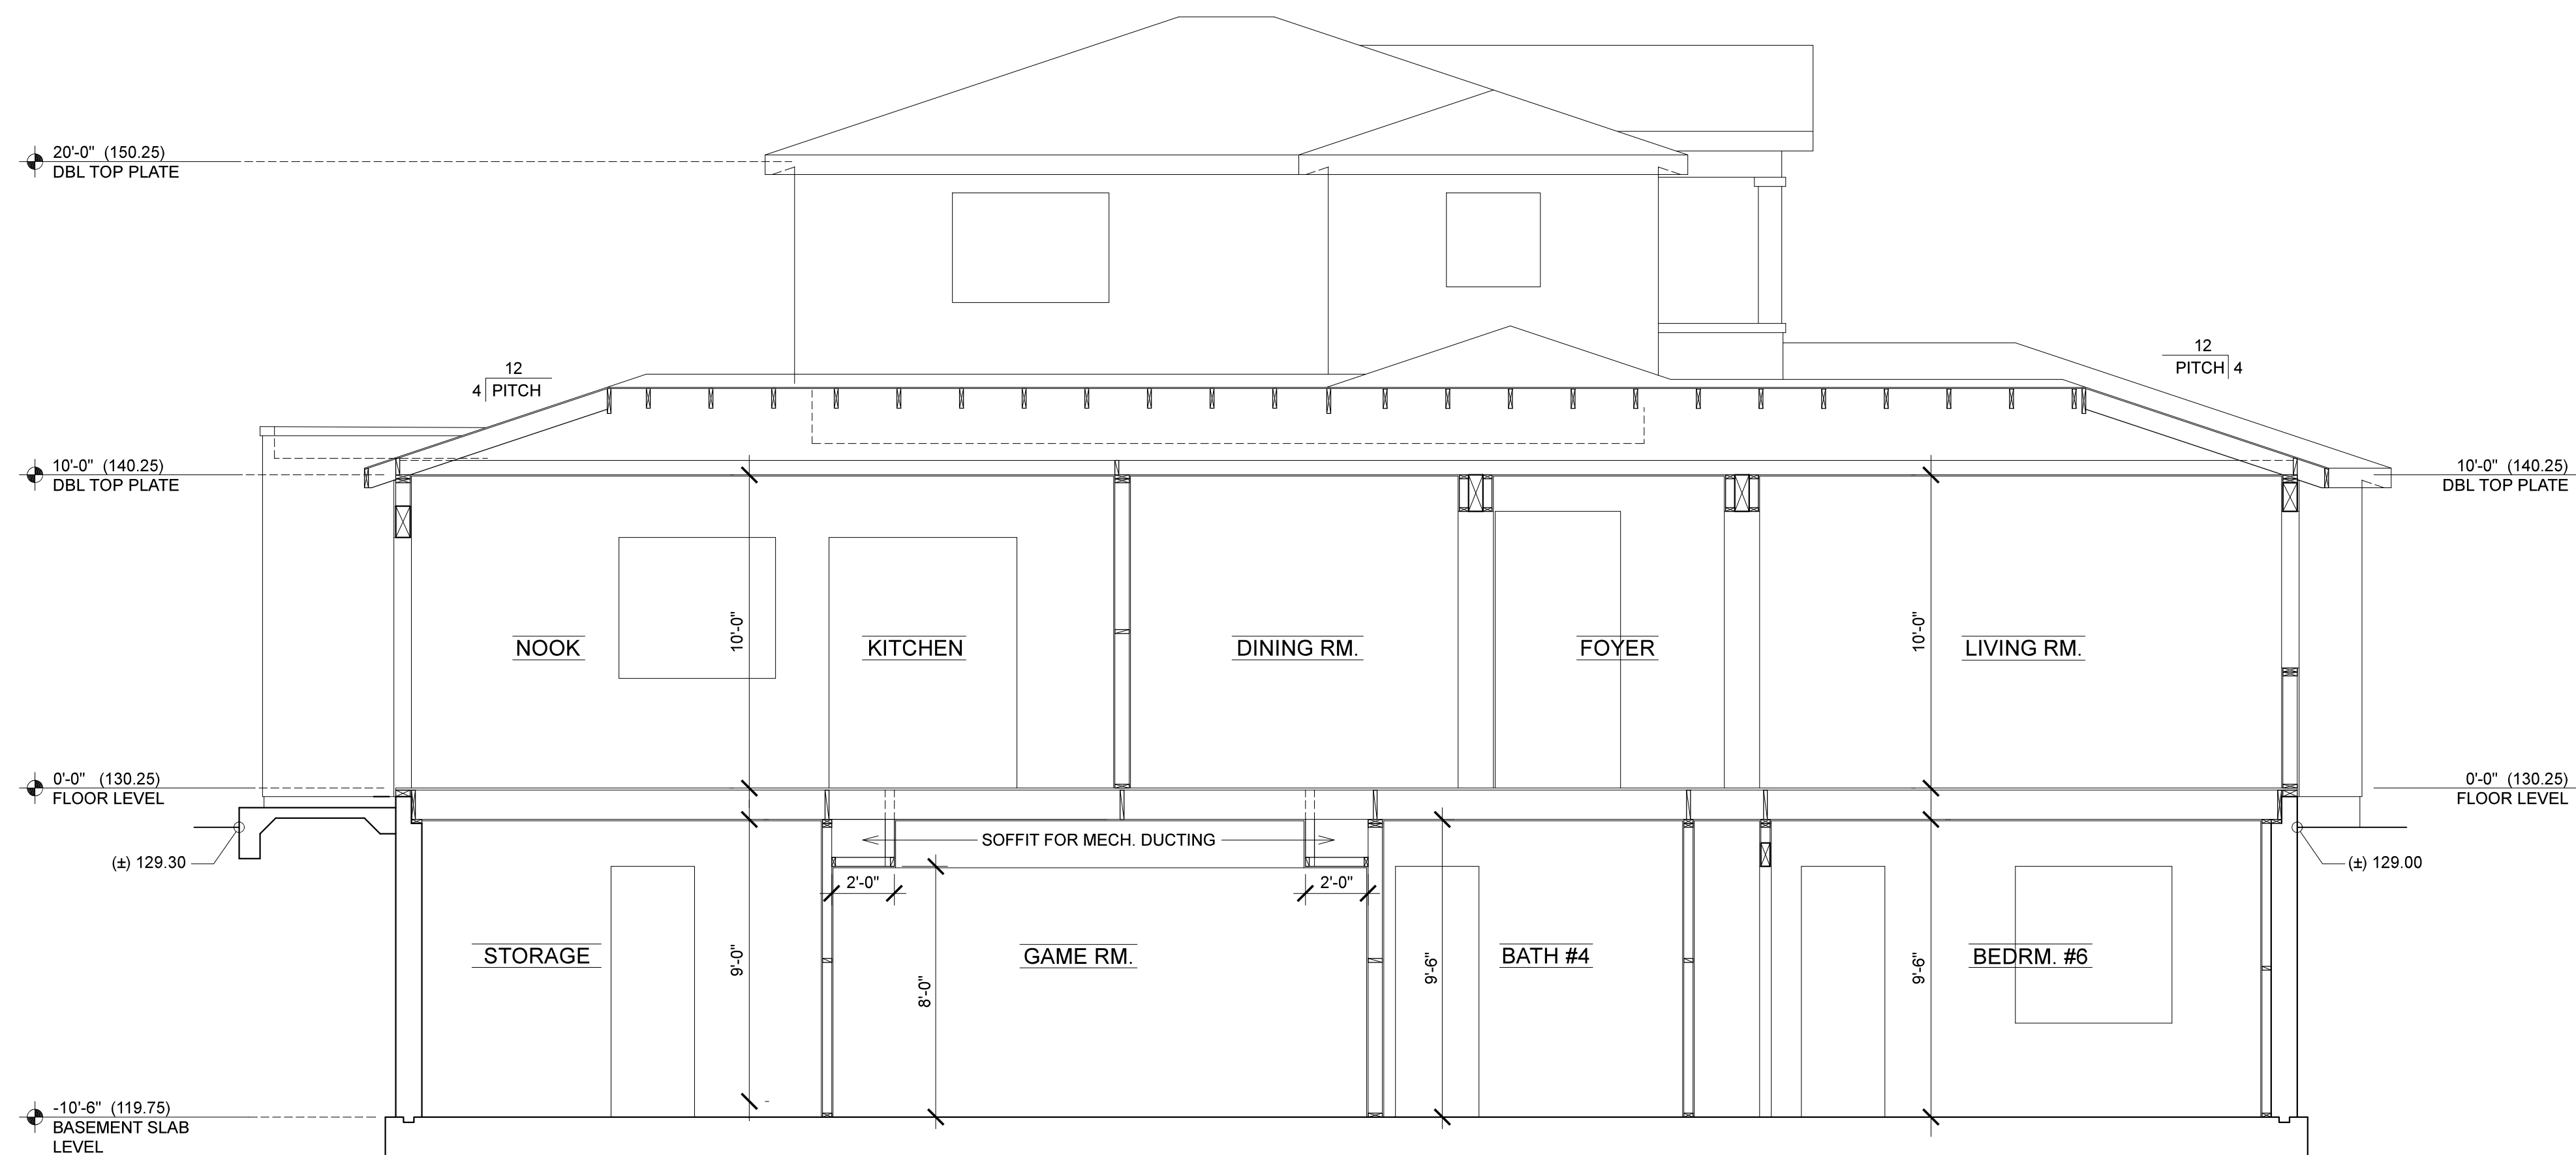 20'-0" (150.25)
DBL TOP PLATE
12
4 PITCH
12
PITCH 4
10'-0" (140.25)
DBL TOP PLATE
10'-0" (140.25)
DBL TOP PLATE
10'-0"
10'-0"
NOOK
KITCHEN
DINING RM.
FOYER
LIVING RM.
0'-0" (130.25)
FLOOR LEVEL
0'-0" (130.25)
FLOOR LEVEL
SOFFIT FOR MECH. DUCTING
(±) 129.30
(±) 129.00
2'-0"
2'-0"
STORAGE
9'-0"
8'-0"
GAME RM.
9'-6"
BATH #4
9'-6"
BEDRM. #6
-10'-6" (119.75)
BASEMENT SLAB
LEVEL